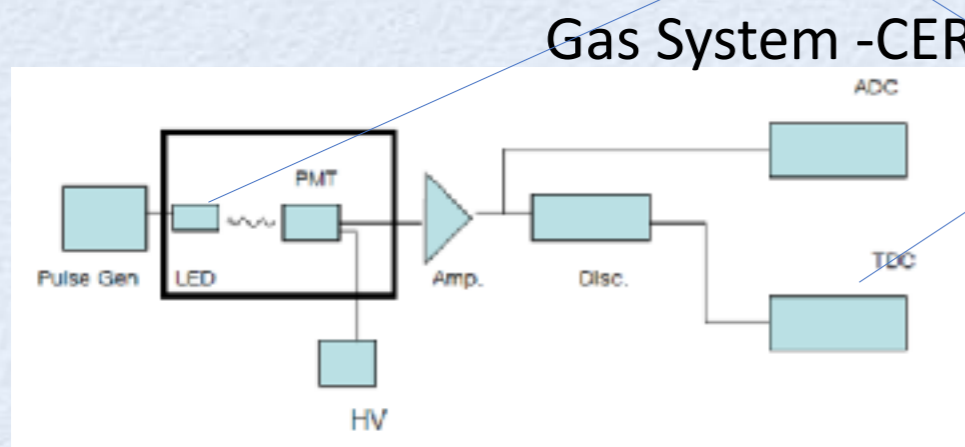 Gas System -CER
ADC
PMT
Pulse Gen
LED
Amp.
Disc.
TDC
HV